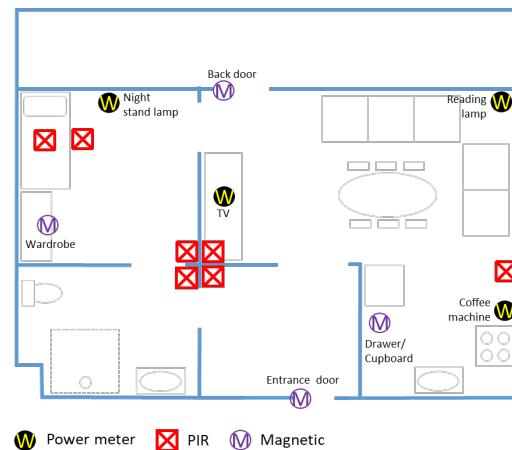 Back door
M
W
Night
stand lamp
Reading
lamp
W
W
TV
M
Wardrobe
Coffee
machine
W
M
Drawer/
Cupboard
Entrance door
M
W Power meter
PIR
M Magnetic